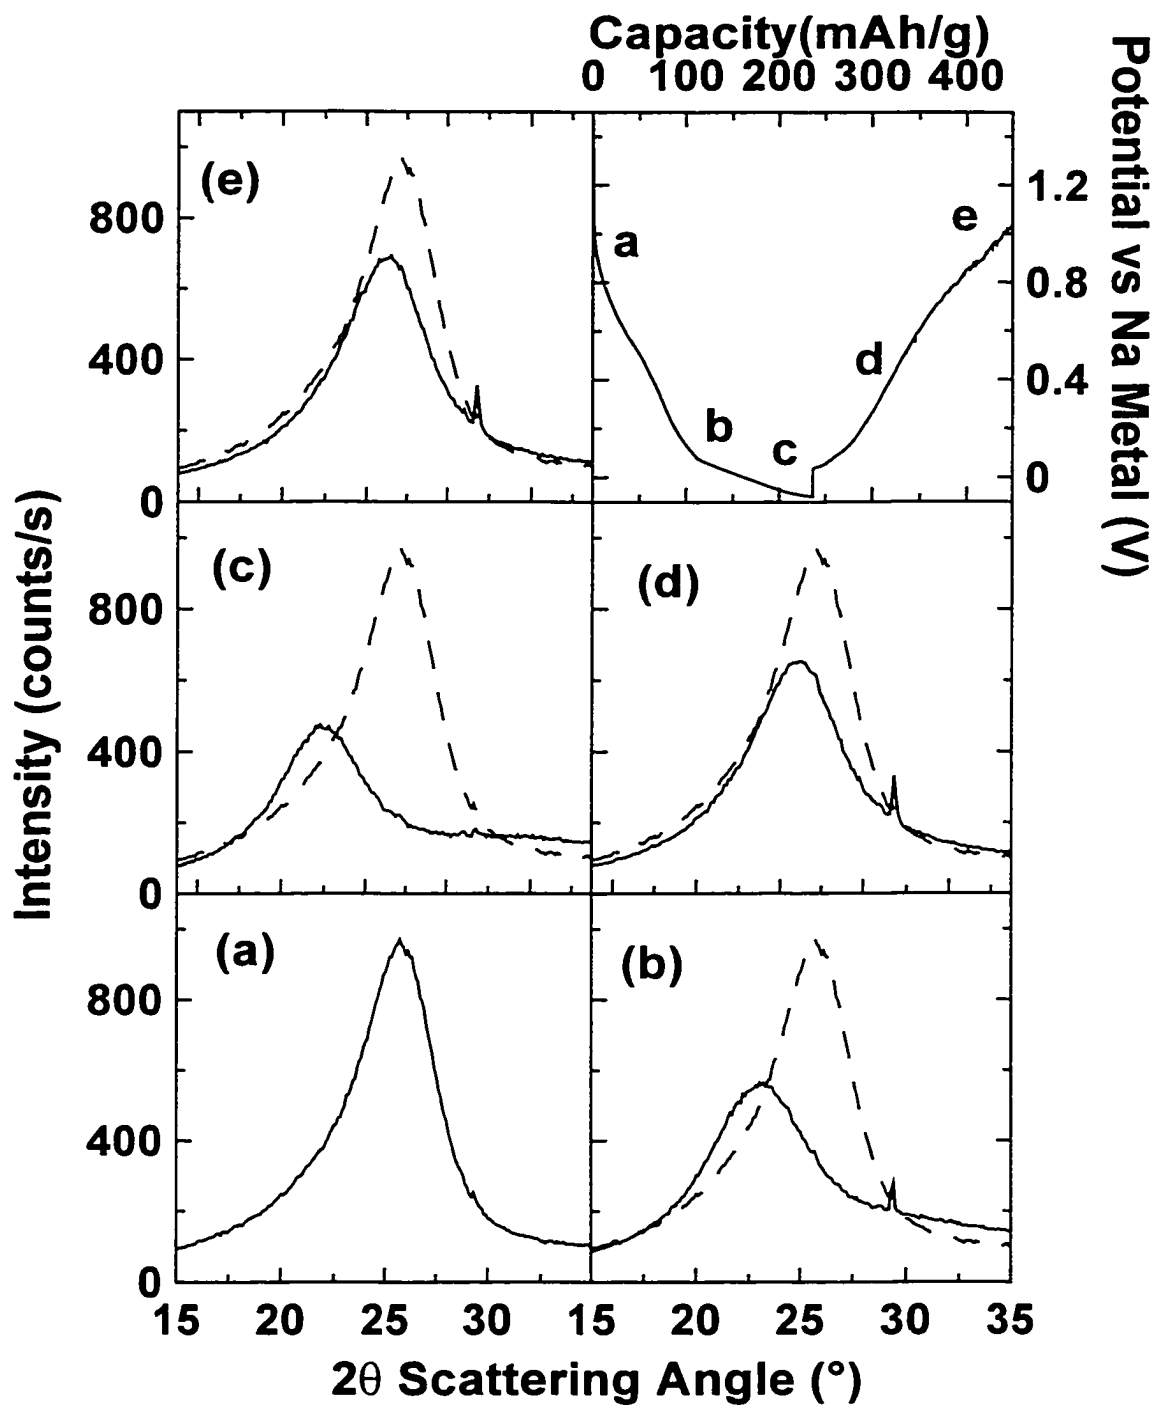 Capacity(mAh/g)
0 100 200 300 400
(e)
800
400
0
a
b
c
d
e
1.2
0.8
0.4
0
Potential vs Na Metal (V)
Intensity (counts/s)
(c)
800
400
0
(d)
(a)
800
400
0
(b)
15 20 25 30 15 20 25 30 35
2θ Scattering Angle (°)